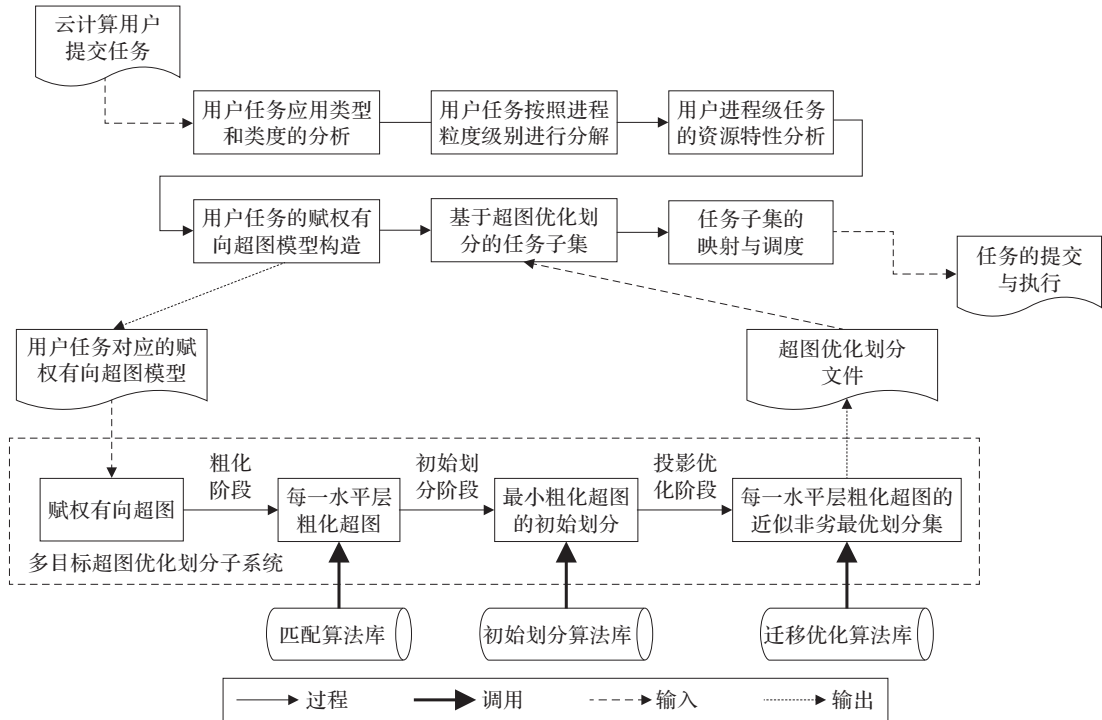 云计算用户
提交任务
用户任务应用类型
和类度的分析
用户任务按照进程
粒度级别进行分解
用户进程级任务
的资源特性分析
用户任务的赋权有
向超图模型构造
基于超图优化划
分的任务子集
任务子集的
映射与调度
任务的提交
与执行
用户任务对应的赋
权有向超图模型
超图优化划分
文件
赋权有向超图
粗化
阶段
每一水平层
粗化超图
初始划
分阶段
最小粗化超图
的初始划分
投影优
化阶段
每一水平层粗化超图的
近似非劣最优划分集
多目标超图优化划分子系统
匹配算法库
初始划分算法库
迁移优化算法库
过程
调用
输入
输出